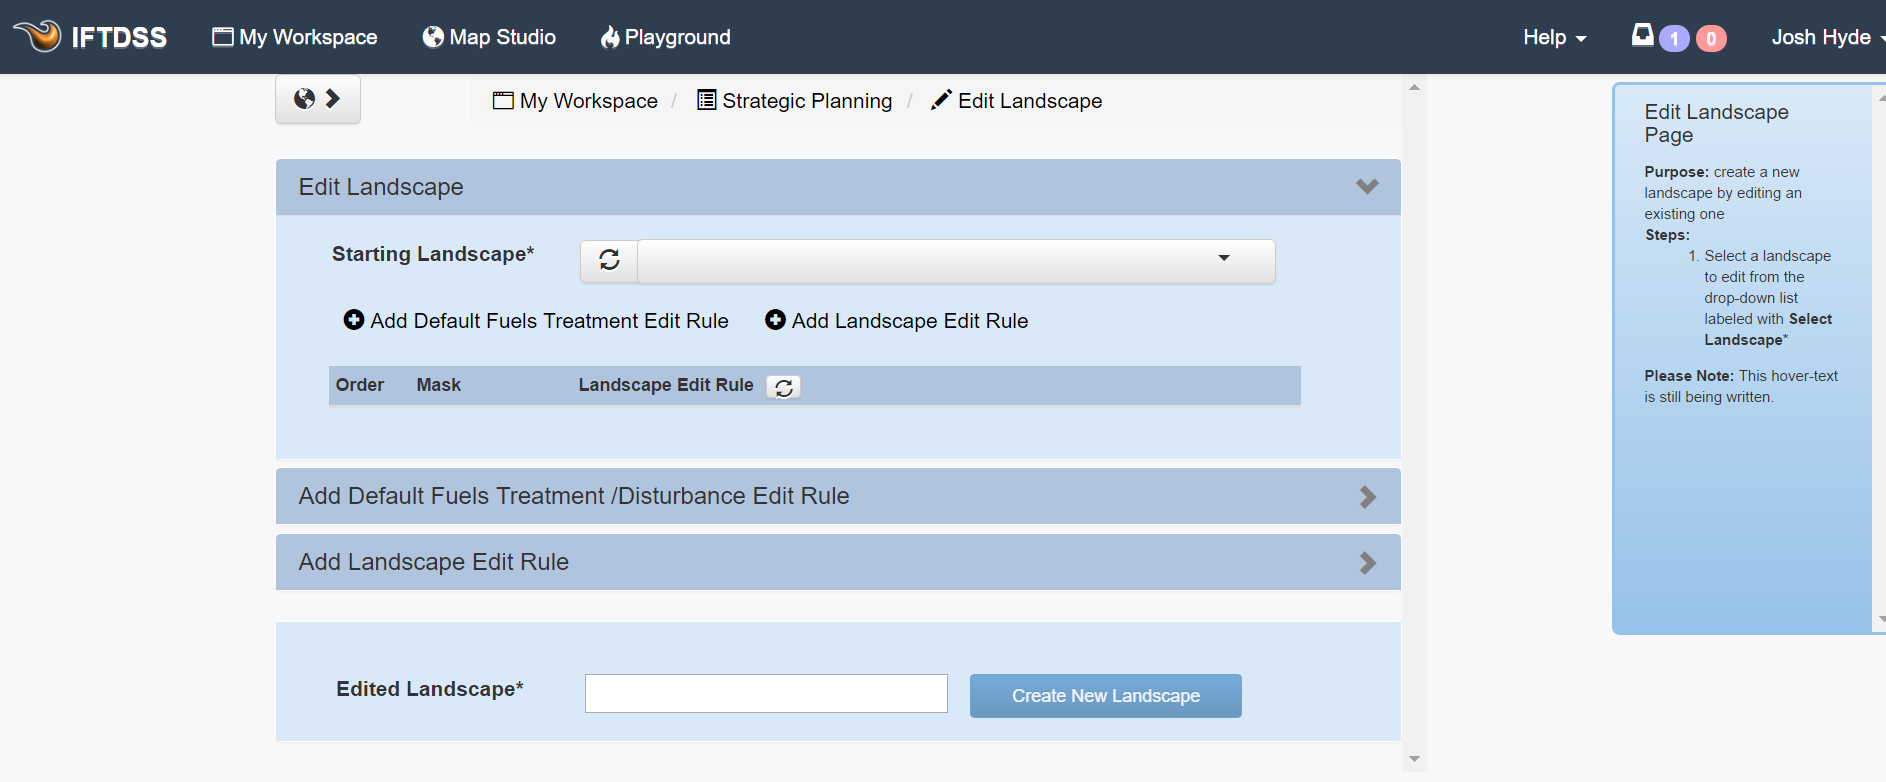 IFTDSS My Workspace Map Studio Playground Help 1 0 Josh Hyde
My Workspace / Strategic Planning / Edit Landscape
Edit Landscape
Starting Landscape*
Add Default Fuels Treatment Edit Rule Add Landscape Edit Rule
Order Mask Landscape Edit Rule
Add Default Fuels Treatment /Disturbance Edit Rule
Add Landscape Edit Rule
Edited Landscape* Create New Landscape
Edit Landscape
Page
Purpose: create a new
landscape by editing an
existing one
Steps:
1. Select a landscape
to edit from the
drop-down list
labeled with Select
Landscape*
Please Note: This hover-text
is still being written.